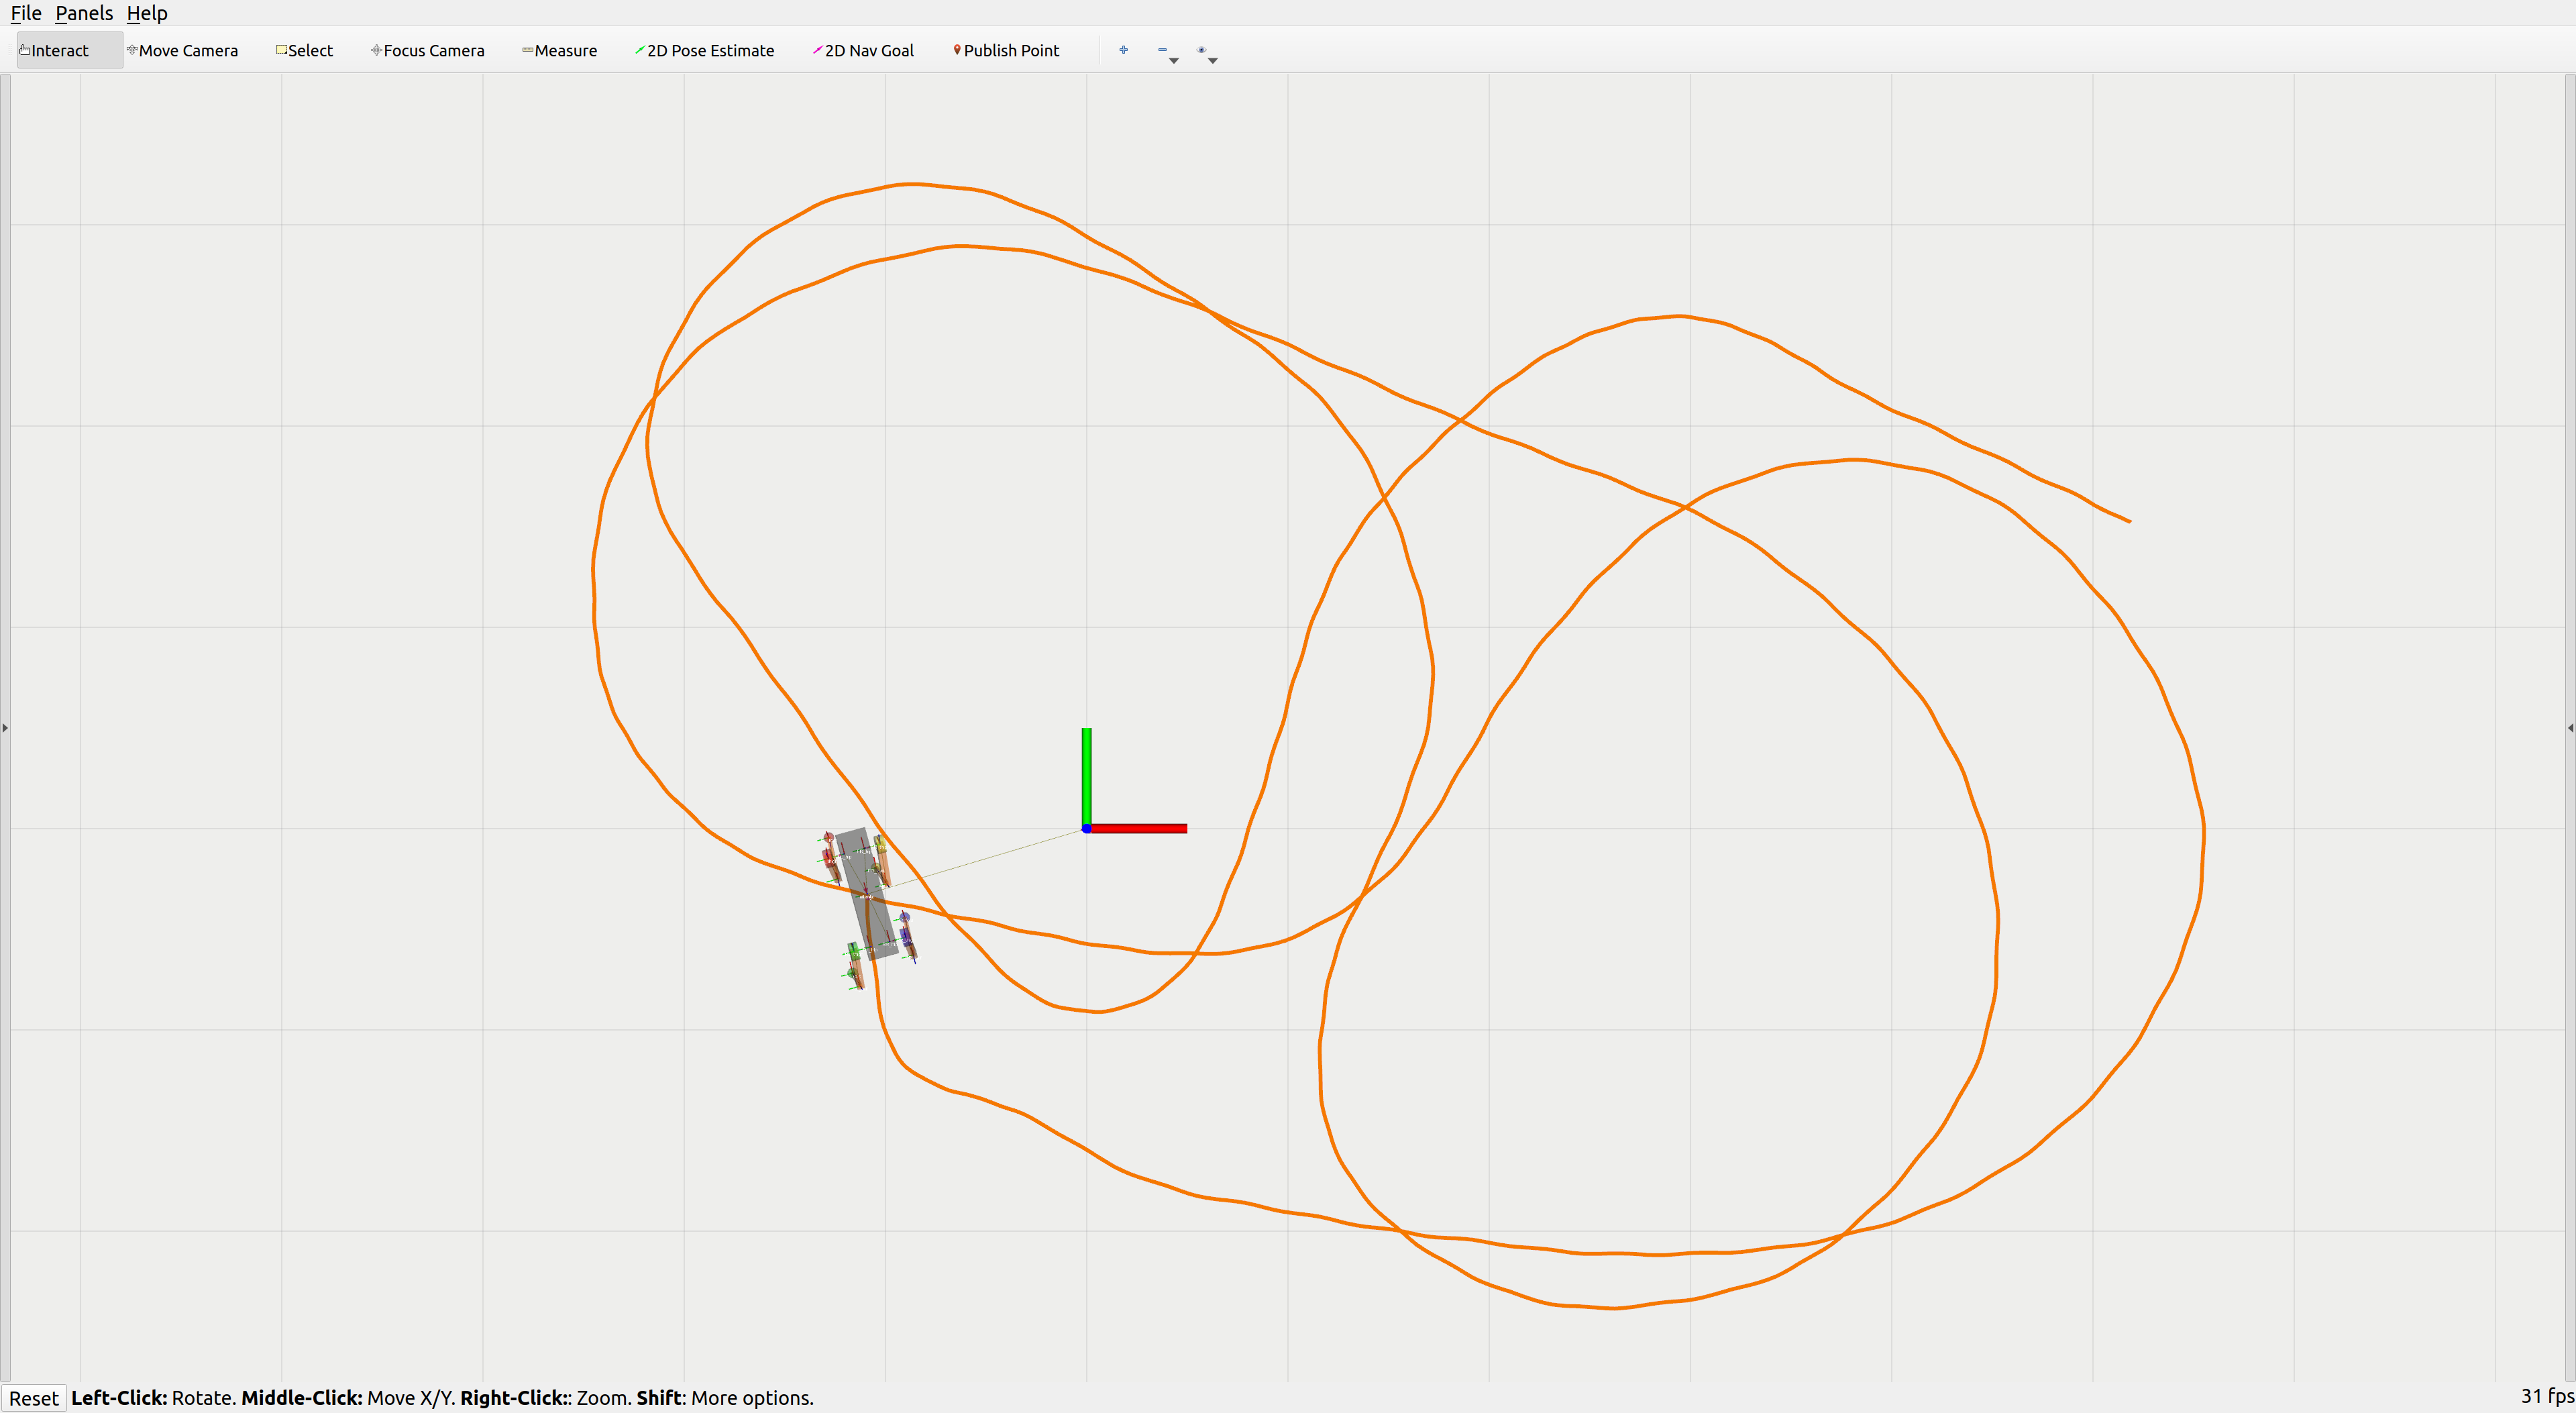 File Panels Help
Interact Move Camera Select Focus Camera Measure 2D Pose Estimate 2D Nav Goal Publish Point
Reset Left-Click: Rotate. Middle-Click: Move X/Y. Right-Click:: Zoom. Shift: More options. 31 fps